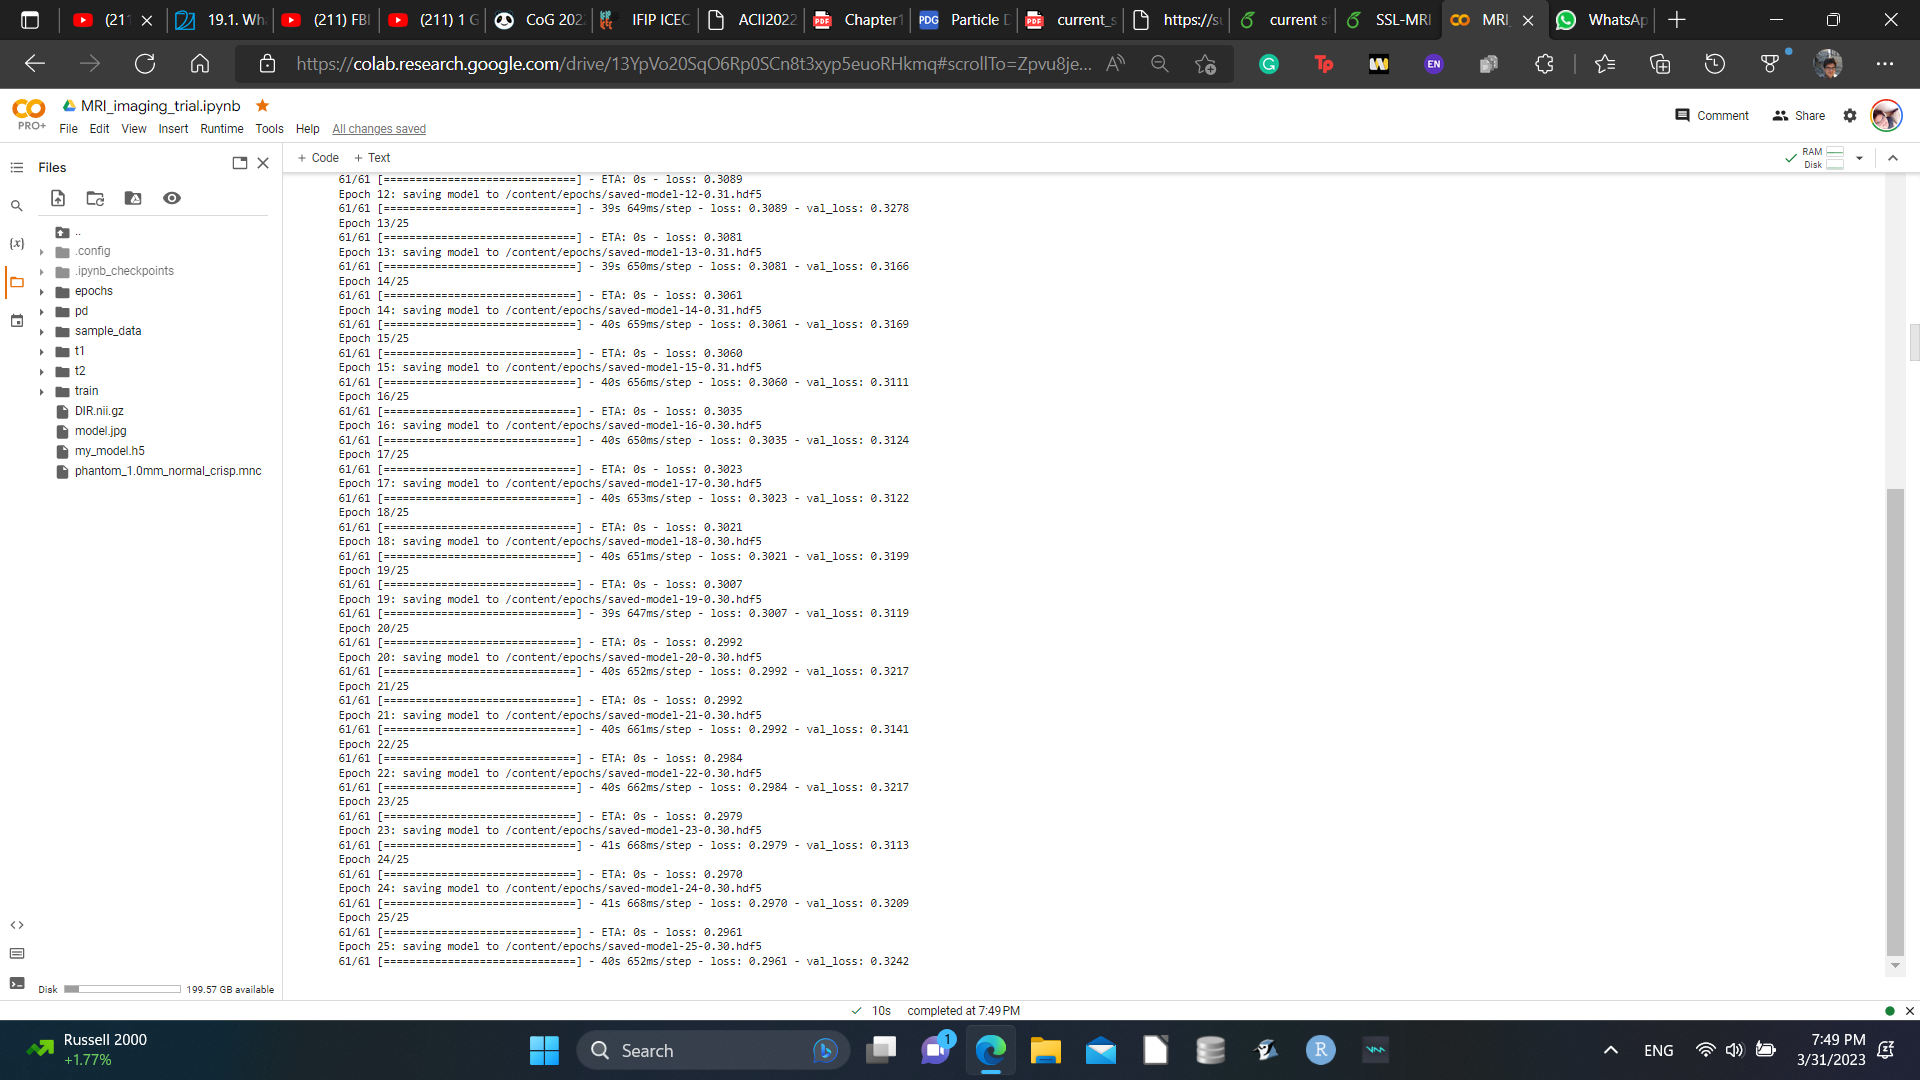 (211
19.1. Wh
(211) FB
(211) 1 G
CoG 202
IFIP ICEC
ACII2022
Chapter1
PDG
Particle D
current_s
https://su
current s
SSL-MRI
MRI
WhatsAp
https://colab.research.google.com/drive/13YpVo20SqO6Rp0SCn8t3xyp5euoRHkmq#scrollTo=Zpvu8je...
CO
PRO+
MRI_imaging_trial.ipynb
File Edit View Insert Runtime Tools Help All changes saved
Comment Share
Files
+ Code + Text
RAM
Disk
..
.config
.ipynb_checkpoints
epochs
pd
sample_data
t1
t2
train
DIR.nii.gz
model.jpg
my_model.h5
phantom_1.0mm_normal_crisp.mnc
Disk 199.57 GB available
61/61 [==============================] - ETA: 0s - loss: 0.3089
Epoch 12: saving model to /content/epochs/saved-model-12-0.31.hdf5
61/61 [==============================] - 39s 649ms/step - loss: 0.3089 - val_loss: 0.3278
Epoch 13/25
61/61 [==============================] - ETA: 0s - loss: 0.3081
Epoch 13: saving model to /content/epochs/saved-model-13-0.31.hdf5
61/61 [==============================] - 39s 650ms/step - loss: 0.3081 - val_loss: 0.3166
Epoch 14/25
61/61 [==============================] - ETA: 0s - loss: 0.3061
Epoch 14: saving model to /content/epochs/saved-model-14-0.31.hdf5
61/61 [==============================] - 40s 659ms/step - loss: 0.3061 - val_loss: 0.3169
Epoch 15/25
61/61 [==============================] - ETA: 0s - loss: 0.3060
Epoch 15: saving model to /content/epochs/saved-model-15-0.31.hdf5
61/61 [==============================] - 40s 656ms/step - loss: 0.3060 - val_loss: 0.3111
Epoch 16/25
61/61 [==============================] - ETA: 0s - loss: 0.3035
Epoch 16: saving model to /content/epochs/saved-model-16-0.30.hdf5
61/61 [==============================] - 40s 650ms/step - loss: 0.3035 - val_loss: 0.3124
Epoch 17/25
61/61 [==============================] - ETA: 0s - loss: 0.3023
Epoch 17: saving model to /content/epochs/saved-model-17-0.30.hdf5
61/61 [==============================] - 40s 653ms/step - loss: 0.3023 - val_loss: 0.3122
Epoch 18/25
61/61 [==============================] - ETA: 0s - loss: 0.3021
Epoch 18: saving model to /content/epochs/saved-model-18-0.30.hdf5
61/61 [==============================] - 40s 651ms/step - loss: 0.3021 - val_loss: 0.3199
Epoch 19/25
61/61 [==============================] - ETA: 0s - loss: 0.3007
Epoch 19: saving model to /content/epochs/saved-model-19-0.30.hdf5
61/61 [==============================] - 39s 647ms/step - loss: 0.3007 - val_loss: 0.3119
Epoch 20/25
61/61 [==============================] - ETA: 0s - loss: 0.2992
Epoch 20: saving model to /content/epochs/saved-model-20-0.30.hdf5
61/61 [==============================] - 40s 652ms/step - loss: 0.2992 - val_loss: 0.3217
Epoch 21/25
61/61 [==============================] - ETA: 0s - loss: 0.2992
Epoch 21: saving model to /content/epochs/saved-model-21-0.30.hdf5
61/61 [==============================] - 40s 661ms/step - loss: 0.2992 - val_loss: 0.3141
Epoch 22/25
61/61 [==============================] - ETA: 0s - loss: 0.2984
Epoch 22: saving model to /content/epochs/saved-model-22-0.30.hdf5
61/61 [==============================] - 40s 662ms/step - loss: 0.2984 - val_loss: 0.3217
Epoch 23/25
61/61 [==============================] - ETA: 0s - loss: 0.2979
Epoch 23: saving model to /content/epochs/saved-model-23-0.30.hdf5
61/61 [==============================] - 41s 668ms/step - loss: 0.2979 - val_loss: 0.3113
Epoch 24/25
61/61 [==============================] - ETA: 0s - loss: 0.2970
Epoch 24: saving model to /content/epochs/saved-model-24-0.30.hdf5
61/61 [==============================] - 41s 668ms/step - loss: 0.2970 - val_loss: 0.3209
Epoch 25/25
61/61 [==============================] - ETA: 0s - loss: 0.2961
Epoch 25: saving model to /content/epochs/saved-model-25-0.30.hdf5
61/61 [==============================] - 40s 652ms/step - loss: 0.2961 - val_loss: 0.3242
10s completed at 7:49 PM
Russell 2000
+1.77%
Search
1
R
ENG
7:49 PM
3/31/2023